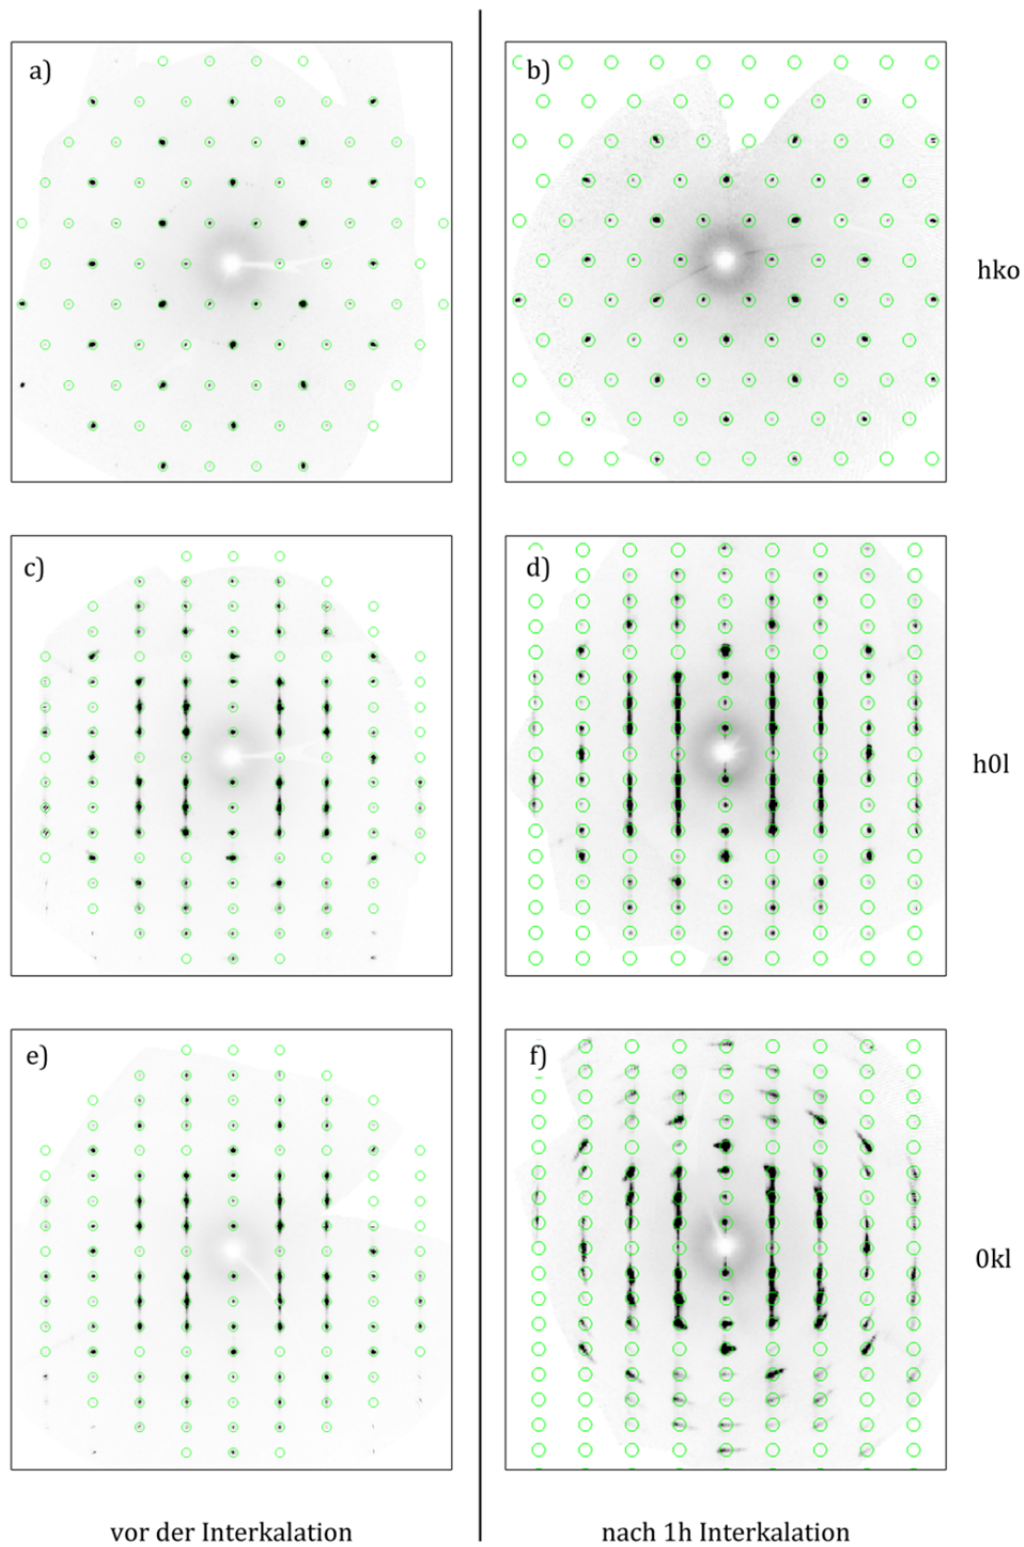 a)
b)
hko
c)
d)
h0l
e)
f)
0kl
vor der Interkalation
nach 1h Interkalation